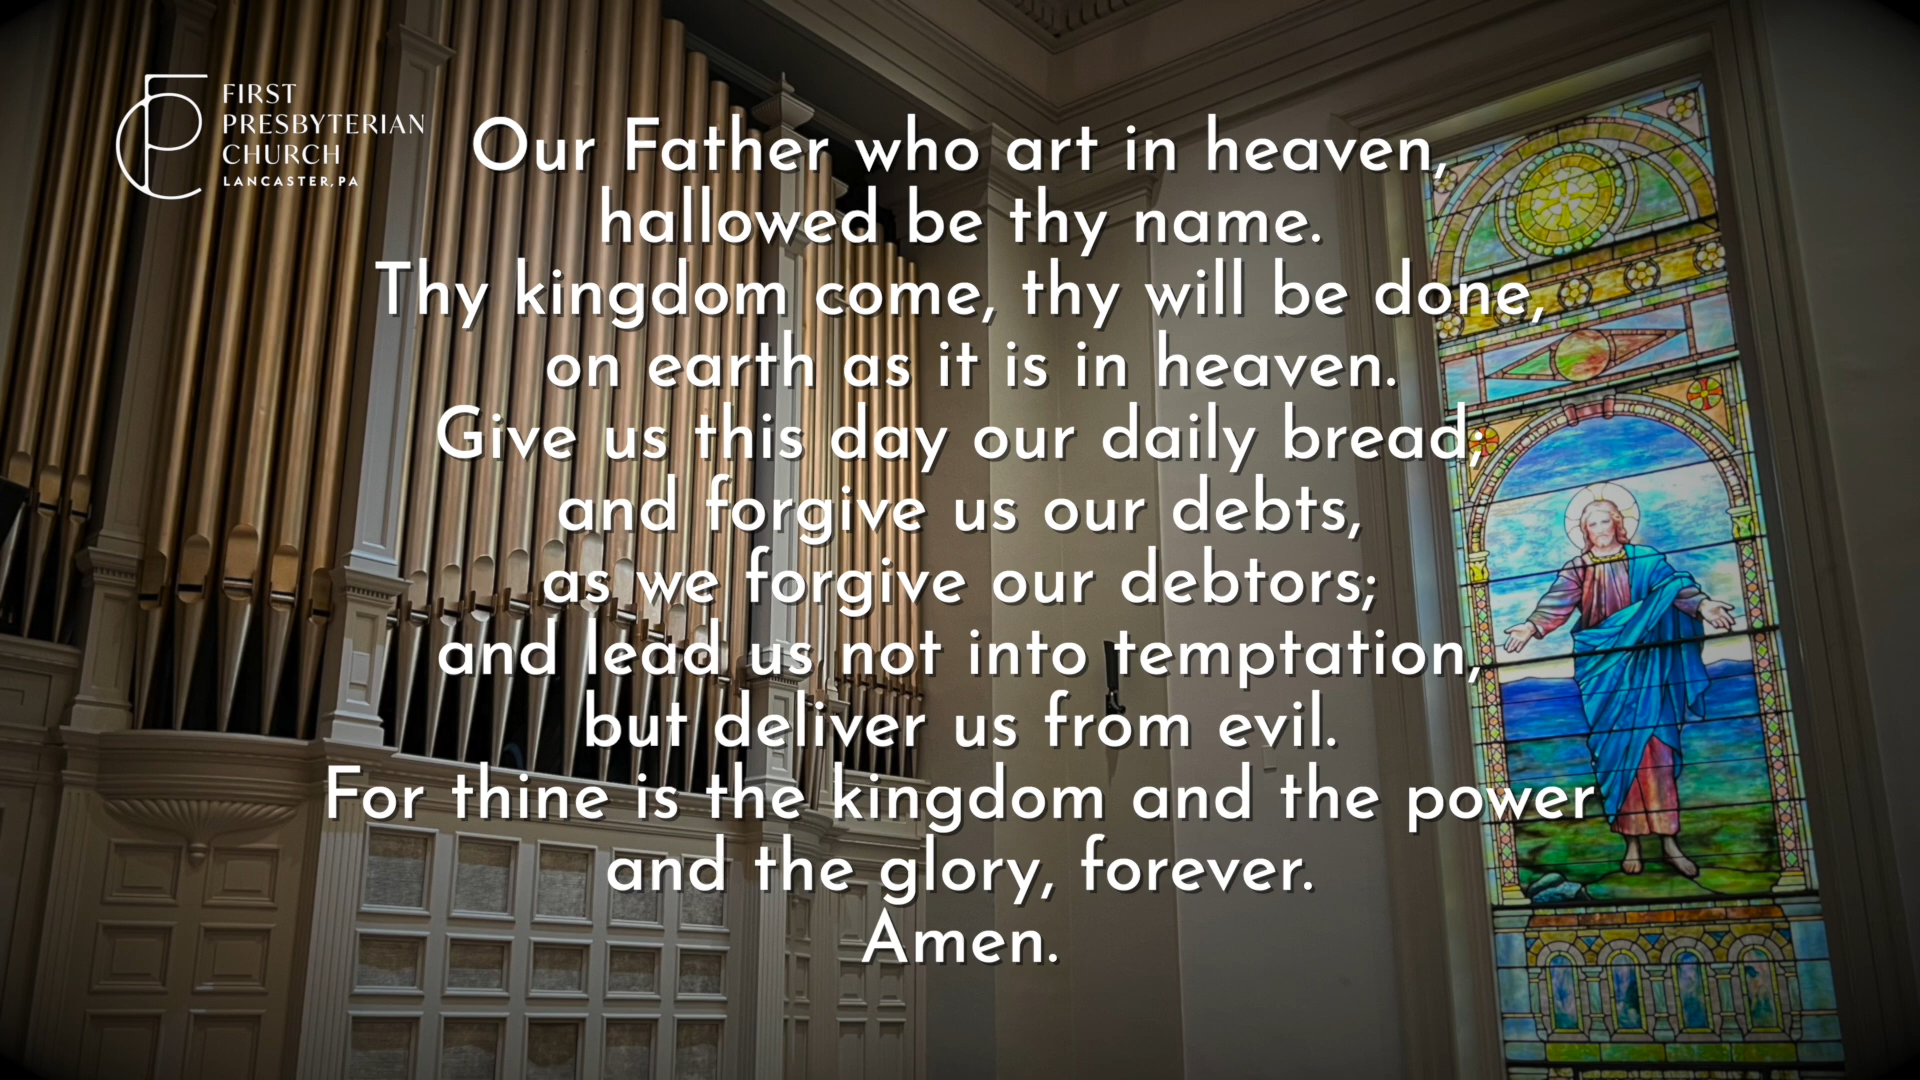 FIRST
PRESBYTERIAN
CHURCH
LANCASTER, PA
Our Father who art in heaven,
hallowed be thy name.
Thy kingdom come, thy will be done,
on earth as it is in heaven.
Give us this day our daily bread;
and forgive us our debts,
as we forgive our debtors;
and lead us not into temptation,
but deliver us from evil.
For thine is the kingdom and the power
and the glory, forever.
Amen.